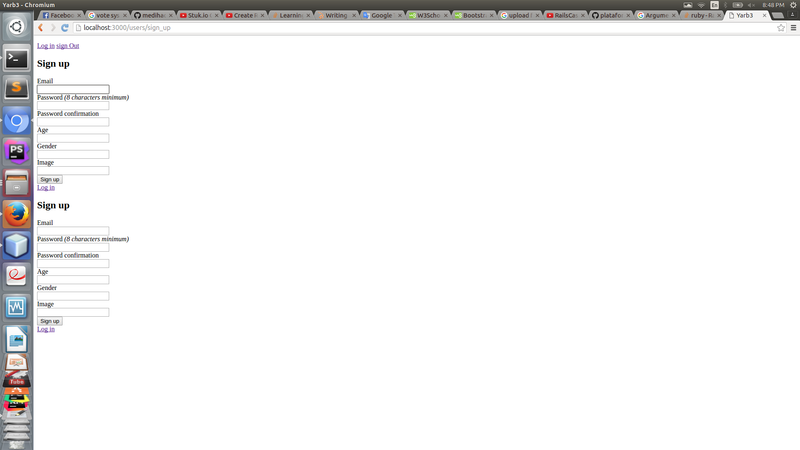 Yarb3 - Chromium
En
8:48 PM
Faceboo
vote sys
mediha
Stuk.io
Create
Learnin
Writing
Google
W3Scho
Bootst
upload
RailsCa
platafo
Argume
ruby - R
Yarb3
localhost:3000/users/sign_up
Log in sign Out
Sign up
Email
Password (8 characters minimum)
Password confirmation
Age
Gender
Image
Sign up
Log in
Sign up
Email
Password (8 characters minimum)
Password confirmation
Age
Gender
Image
Sign up
Log in